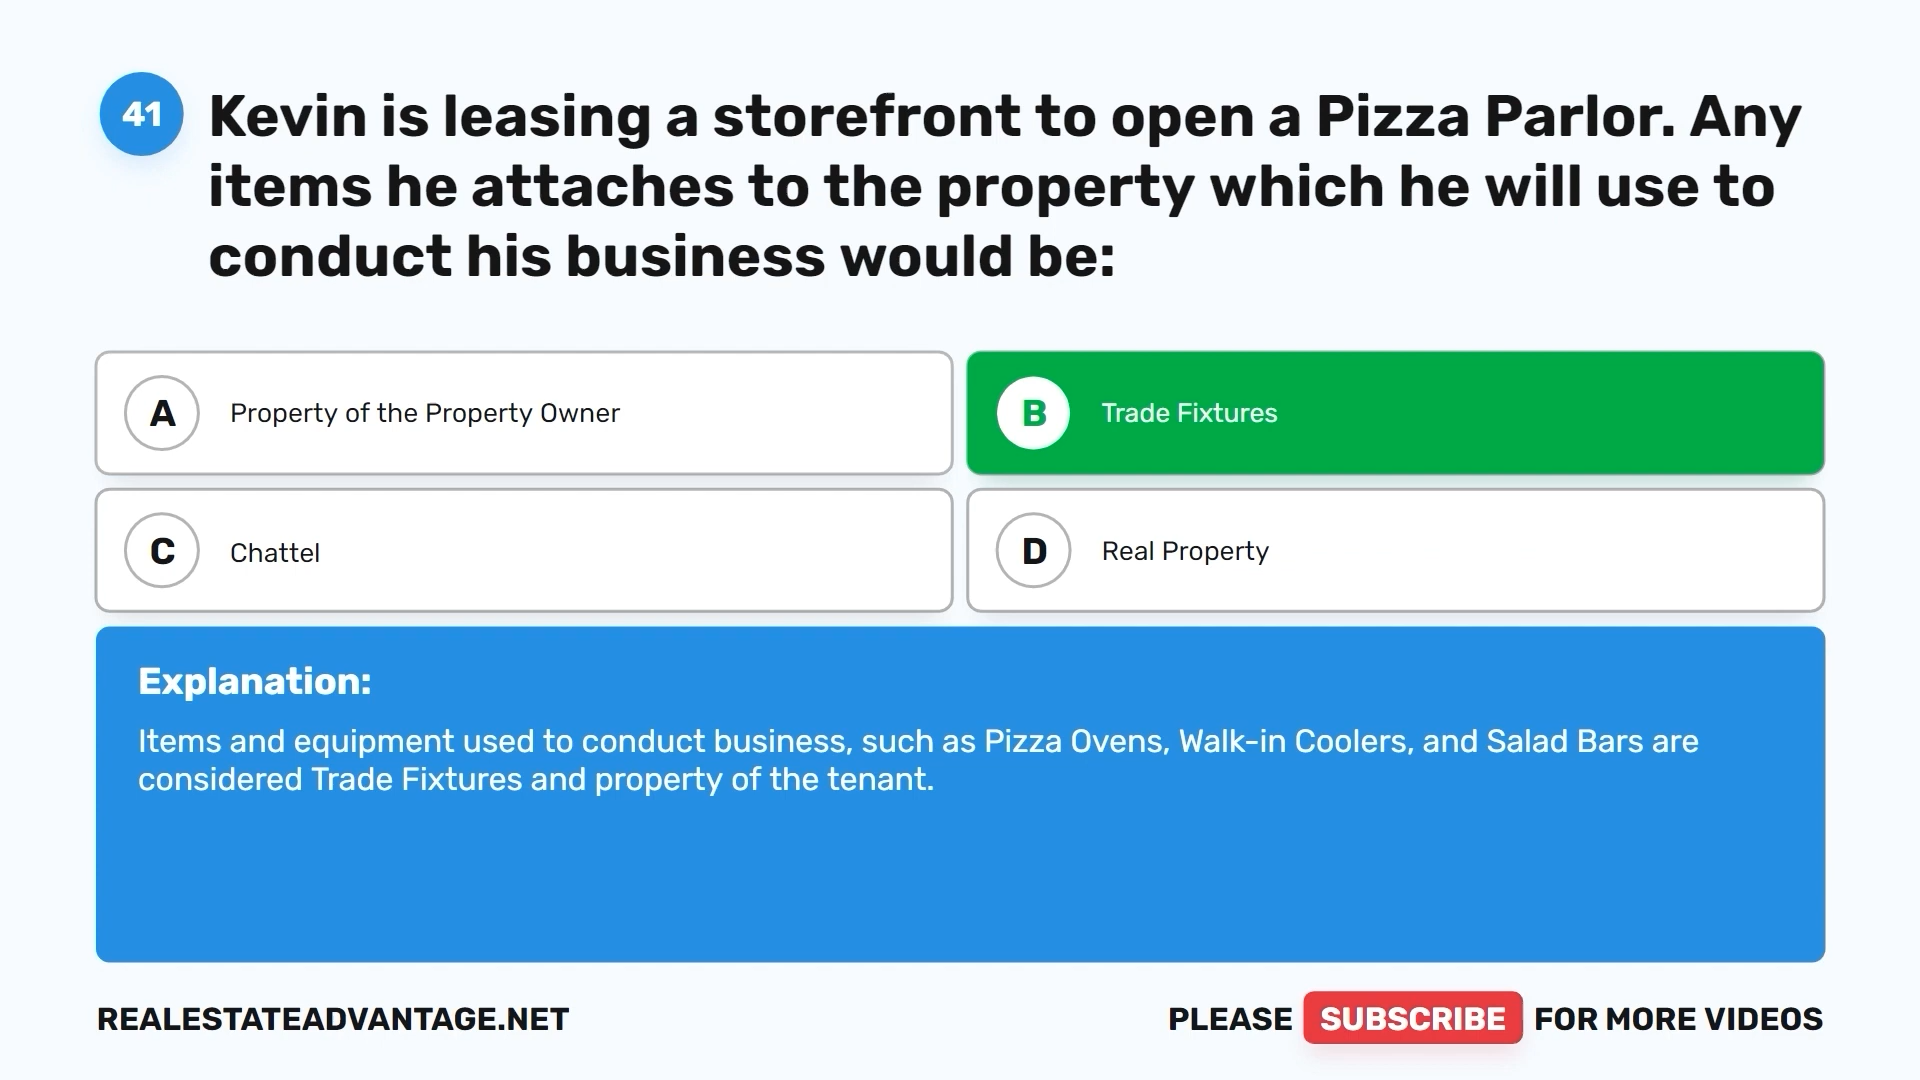 41
Kevin is leasing a storefront to open a Pizza Parlor. Any
items he attaches to the property which he will use to
conduct his business would be:
A Property of the Property Owner
B Trade Fixtures
C Chattel
D Real Property
Explanation:
Items and equipment used to conduct business, such as Pizza Ovens, Walk-in Coolers, and Salad Bars are
considered Trade Fixtures and property of the tenant.
REALESTATEADVANTAGE.NET
PLEASE SUBSCRIBE FOR MORE VIDEOS